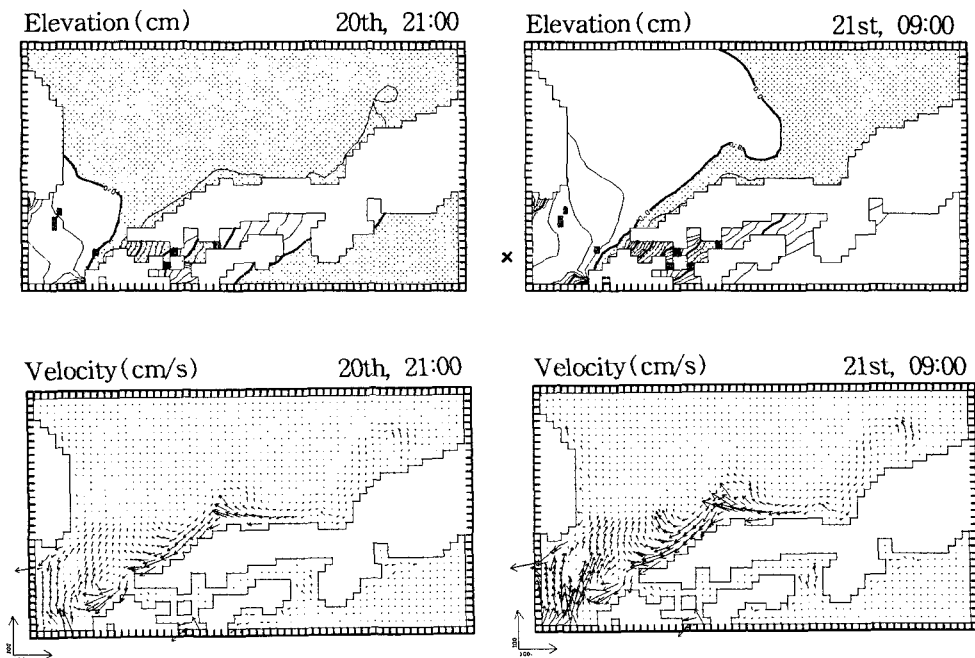 Elevation(cm) 20th, 21:00
Elevation(cm) 21st, 09:00
x
Velocity(cm/s) 20th, 21:00
Velocity(cm/s) 21st, 09:00